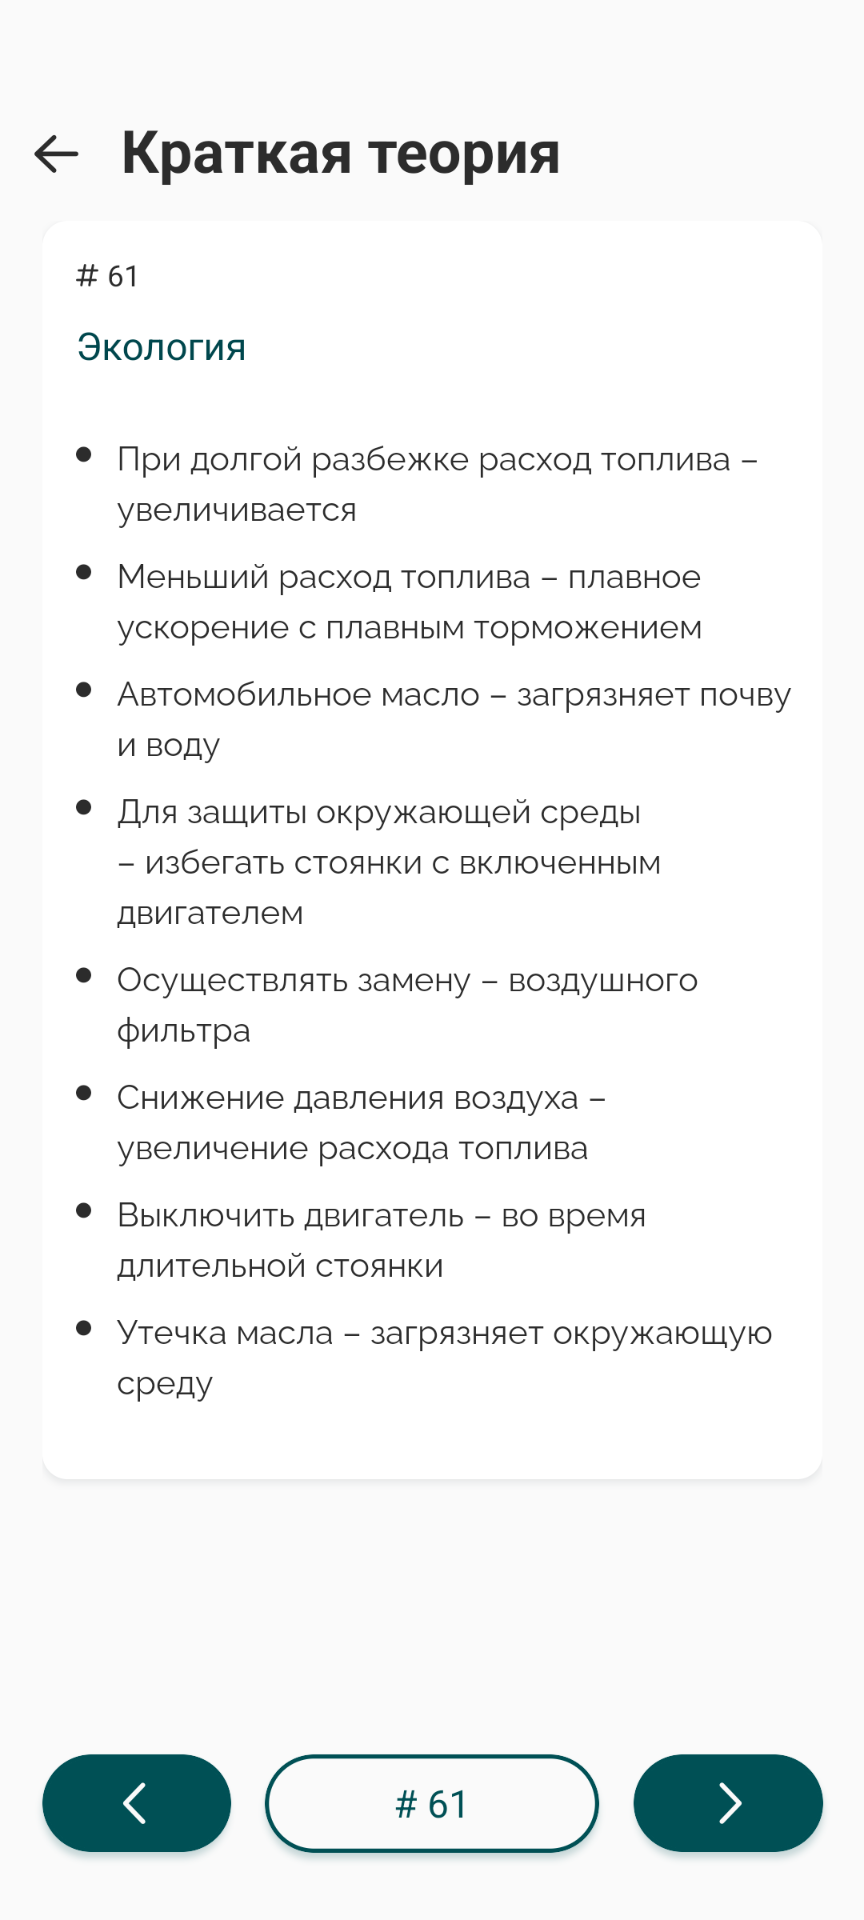 Краткая теория
# 61
Экология
При долгой разбежке расход топлива –
увеличивается
Меньший расход топлива – плавное
ускорение с плавным торможением
Автомобильное масло – загрязняет почву
и воду
Для защиты окружающей среды
– избегать стоянки с включенным
двигателем
Осуществлять замену – воздушного
фильтра
Снижение давления воздуха –
увеличение расхода топлива
Выключить двигатель – во время
длительной стоянки
Утечка масла – загрязняет окружающую
среду
# 61